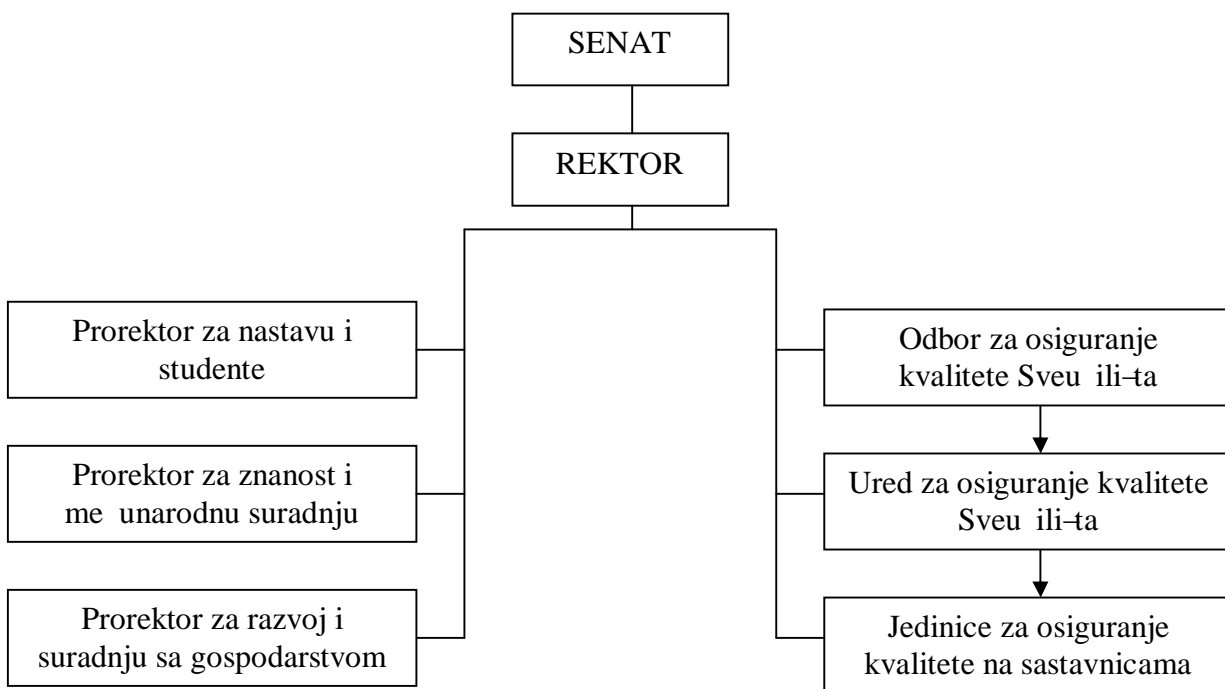 SENAT
REKTOR
Prorektor za nastavu i
studente
Prorektor za znanost i
me unarodnu suradnju
Prorektor za razvoj i
suradnju sa gospodarstvom
Odbor za osiguranje
kvalitete Sveu ili–ta
Ured za osiguranje kvalitete
Sveu ili–ta
Jedinice za osiguranje
kvalitete na sastavnicama